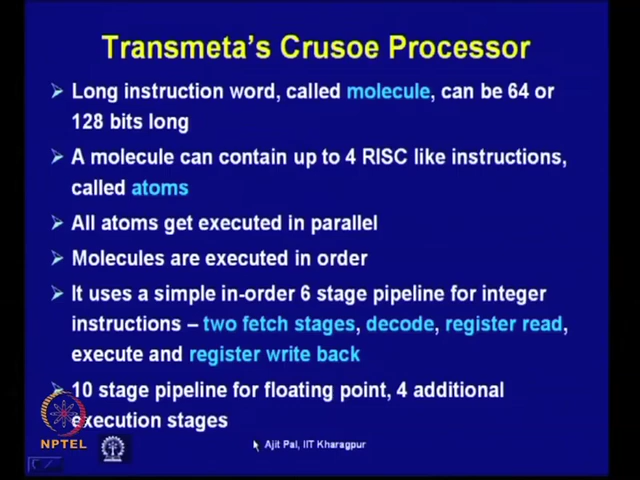 Transmeta's Crusoe Processor
Long instruction word, called molecule, can be 64 or
128 bits long
A molecule can contain up to 4 RISC like instructions,
called atoms
All atoms get executed in parallel
Molecules are executed in order
It uses a simple in-order 6 stage pipeline for integer
instructions – two fetch stages, decode, register read,
execute and register write back
10 stage pipeline for floating point, 4 additional
execution stages
NPTEL
Ajit Pal, IIT Kharagpur